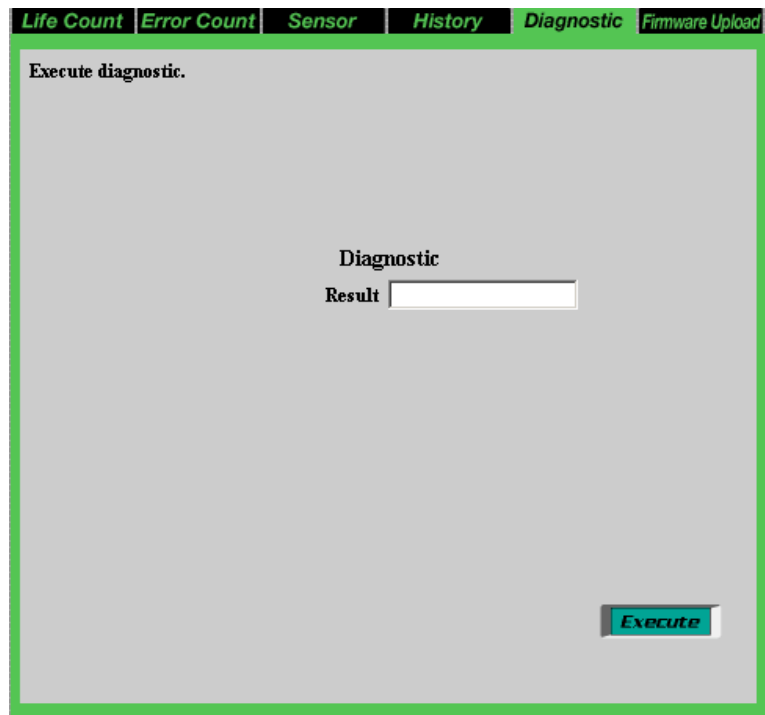 Life Count Error Count Sensor History Diagnostic Firmware Upload
Execute diagnostic.
Diagnostic
Result
Execute